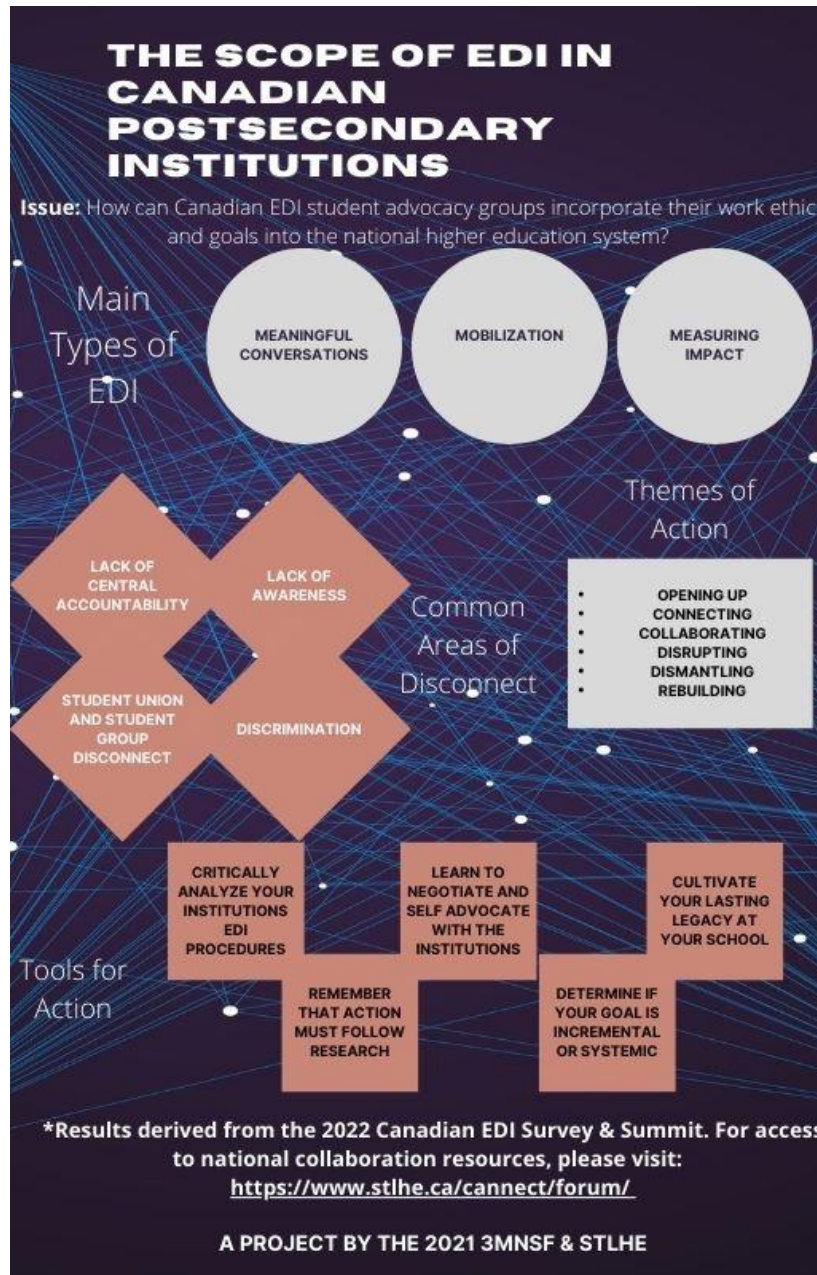 THE SCOPE OF EDI IN
CANADIAN
POSTSECONDARY
INSTITUTIONS
Issue: How can Canadian EDI student advocacy groups incorporate their work ethic
and goals into the national higher education system?
Main
Types of
EDI
MEANINGFUL
CONVERSATIONS
MOBILIZATION
MEASURING
IMPACT
LACK OF
CENTRAL
ACCOUNTABILITY
LACK OF
AWARENESS
STUDENT UNION
AND STUDENT
GROUP
DISCONNECT
DISCRIMINATION
Common
Areas of
Disconnect
Themes of
Action
• OPENING UP
• CONNECTING
• COLLABORATING
• DISRUPTING
• DISMANTLING
• REBUILDING
Tools for
Action
CRITICALLY
ANALYZE YOUR
INSTITUTIONS
EDI
PROCEDURES
REMEMBER
THAT ACTION
MUST FOLLOW
RESEARCH
LEARN TO
NEGOTIATE AND
SELF ADVOCATE
WITH THE
INSTITUTIONS
DETERMINE IF
YOUR GOAL IS
INCREMENTAL
OR SYSTEMIC
CULTIVATE
YOUR LASTING
LEGACY AT
YOUR SCHOOL
*Results derived from the 2022 Canadian EDI Survey & Summit. For access
to national collaboration resources, please visit:
https://www.stlhe.ca/cannect/forum/
A PROJECT BY THE 2021 3MNSF & STLHE